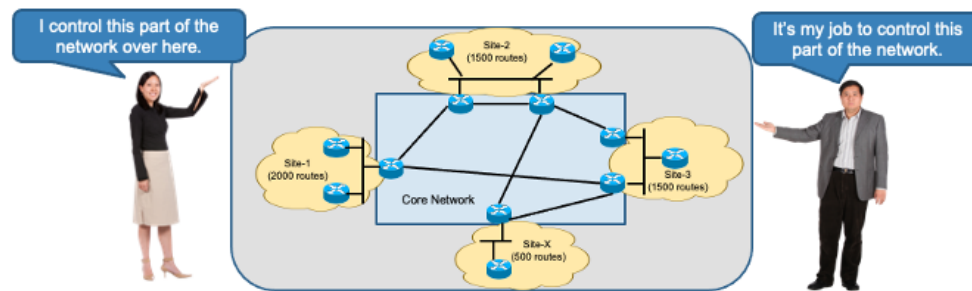 I control this part of the
network over here.
It's my job to control this
part of the network.
Site-2
(1500 routes)
Site-1
(2000 routes)
Site-3
(1500 routes)
Core Network
Site-X
(500 routes)